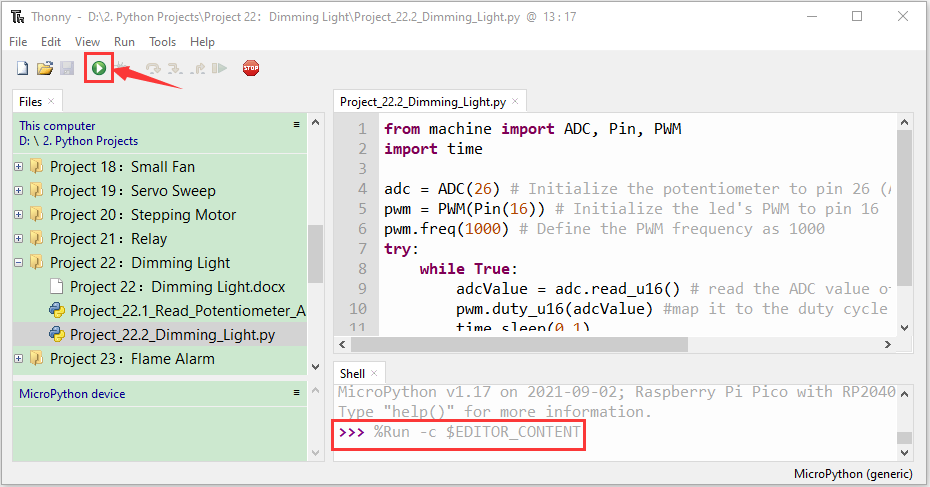 Thonny - D:\2. Python Projects\Project 22：Dimming Light\Project_22.2_Dimming_Light.py @ 13 : 17
File Edit View Run Tools Help
STOP
Files
This computer
D: \ 2. Python Projects
Project 18：Small Fan
Project 19：Servo Sweep
Project 20：Stepping Motor
Project 21：Relay
Project 22：Dimming Light
Project 22：Dimming Light.docx
Project_22.1_Read_Potentiometer_A
Project_22.2_Dimming_Light.py
Project 23：Flame Alarm
MicroPython device
Project_22.2_Dimming_Light.py
1 from machine import ADC, Pin, PWM
2 import time
3
4 adc = ADC(26) # Initialize the potentiometer to pin 26 (
5 pwm = PWM(Pin(16)) # Initialize the led's PWM to pin 16
6 pwm.freq(1000) # Define the PWM frequency as 1000
7 try:
8 while True:
9 adcValue = adc.read_u16() # read the ADC value o
10 pwm.duty_u16(adcValue) #map it to the duty cycle
11 time.sleep(0.1)
Shell
MicroPython v1.17 on 2021-09-02; Raspberry Pi Pico with RP2040
Type "help()" for more information.
>>> %Run -c $EDITOR_CONTENT
MicroPython (generic)